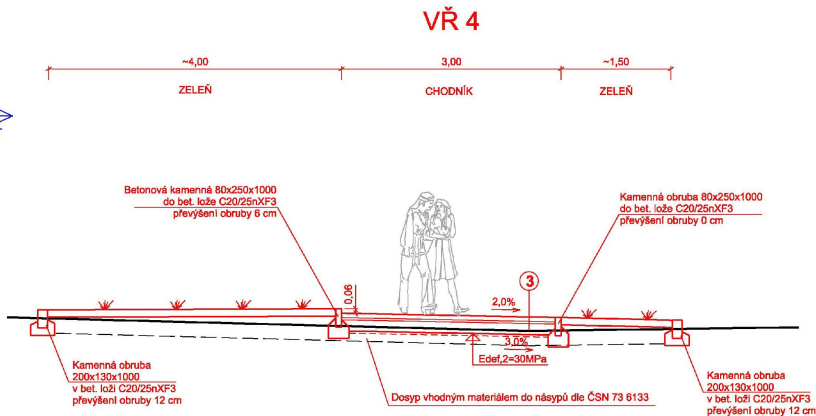 VŘ 4
~4,00
3,00
~1,50
ZELEŇ
CHODNÍK
ZELEŇ
Betonová kamenná 80x250x1000
do bet. lože C20/25nXF3
převýšení obruby 6 cm
Kamenná obruba 80x250x1000
do bet. lože C20/25nXF3
převýšení obruby 0 cm
0,06
2,0%
3
3,0%
Edef,2=30MPa
Kamenná obruba
200x130x1000
v bet. loži C20/25nXF3
převýšení obruby 12 cm
Dosyp vhodným materiálem do násypů dle ČSN 73 6133
Kamenná obruba
200x130x1000
v bet. loži C20/25nXF3
převýšení obruby 12 cm